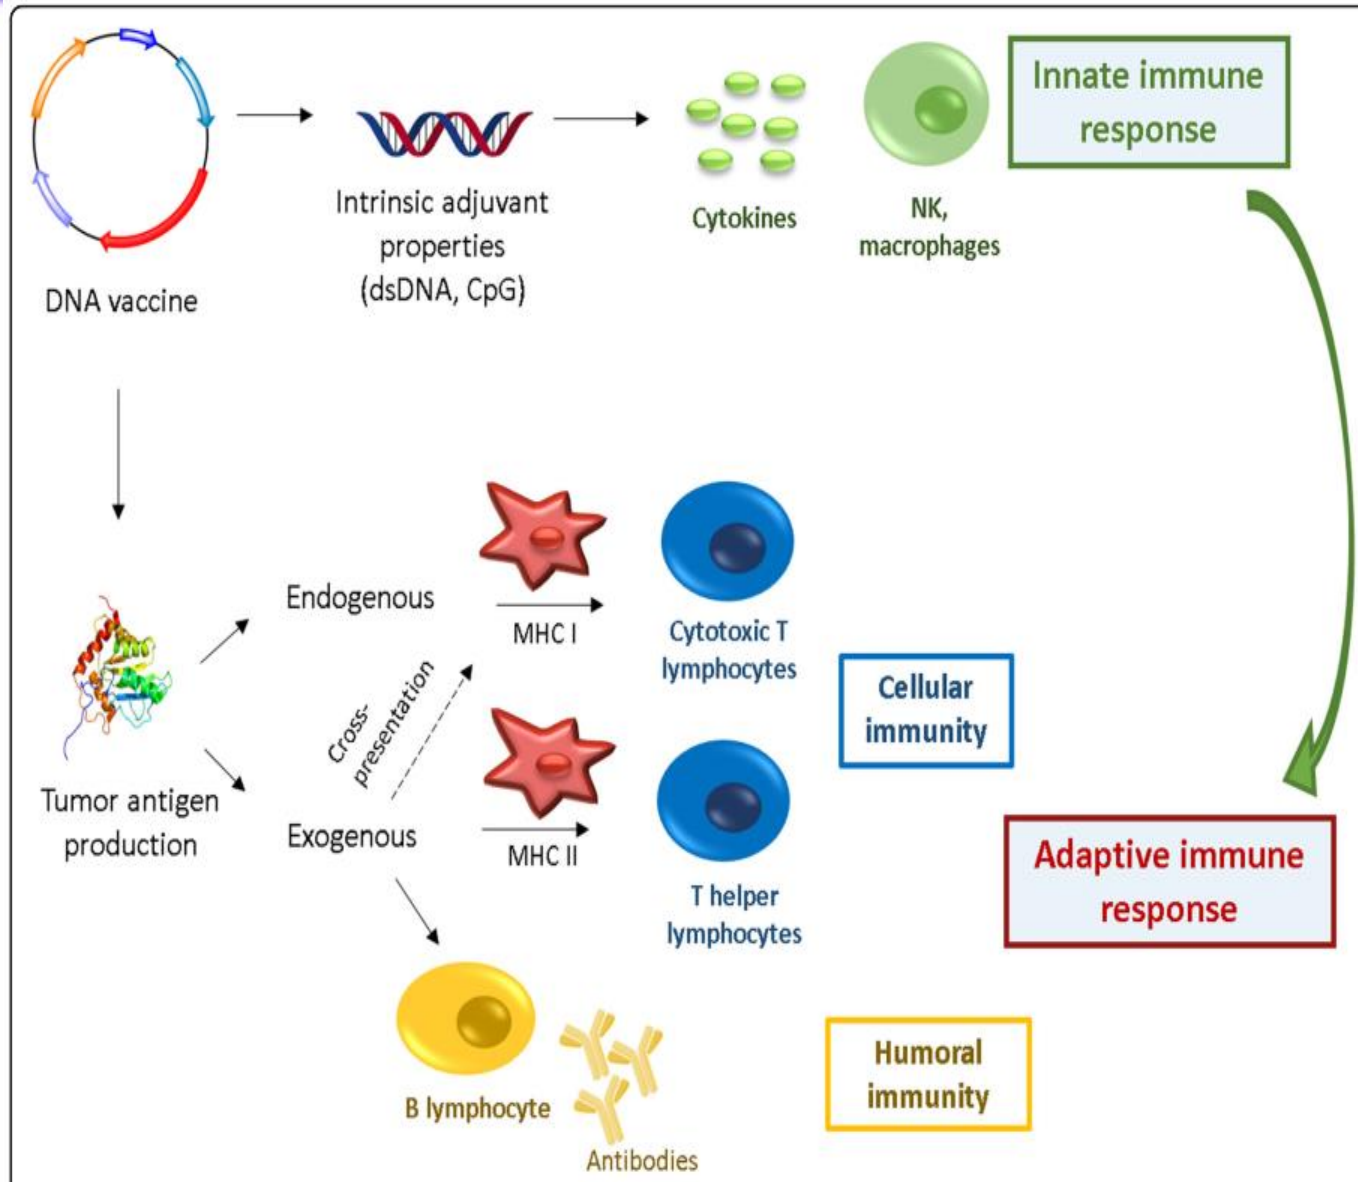 DNA vaccine
Intrinsic adjuvant
properties
(dsDNA, CpG)
Cytokines
NK,
macrophages
Innate immune
response
Tumor antigen
production
Endogenous
Cross-
presentation
Exogenous
MHC I
Cytotoxic T
lymphocytes
MHC II
T helper
lymphocytes
Cellular
immunity
Adaptive immune
response
B lymphocyte
Antibodies
Humoral
immunity